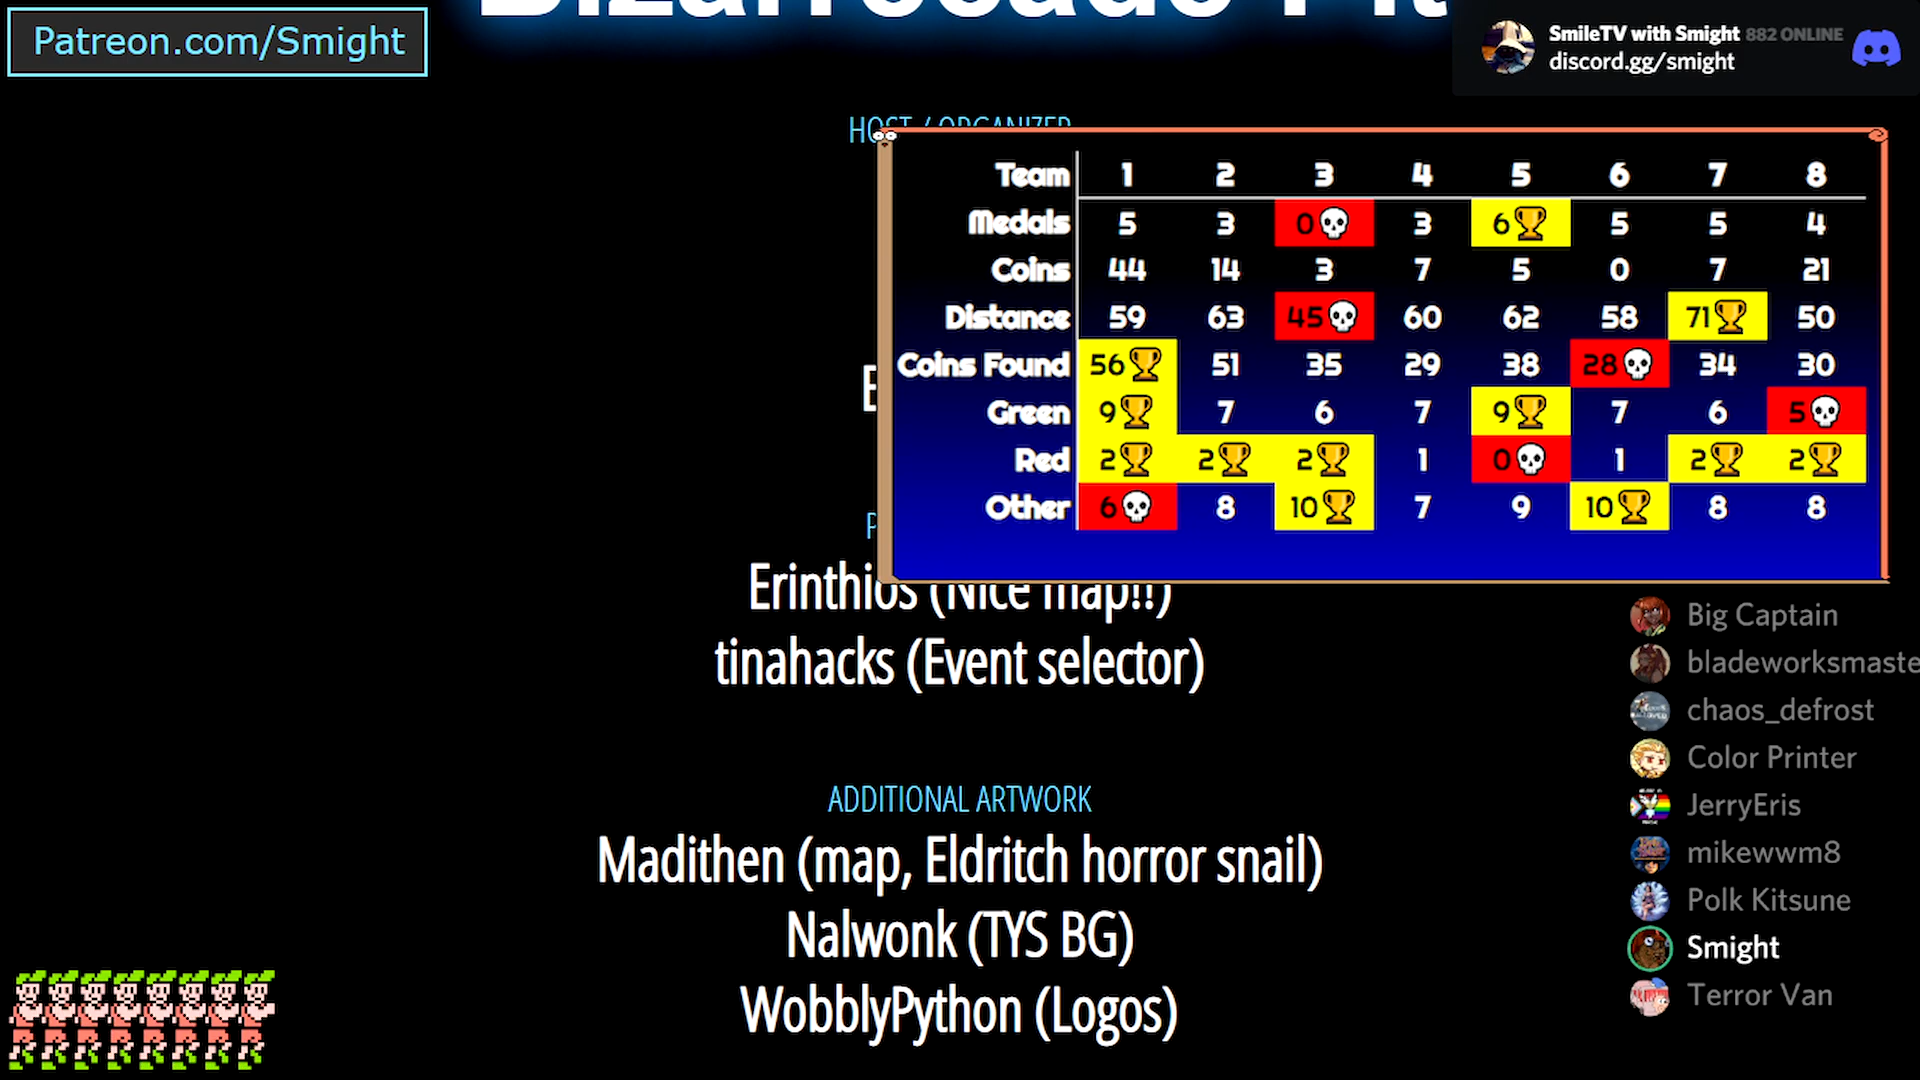 Patreon.com/Smight
SmileTV with Smight 882 ONLINE
discord.gg/smight
HOST / ORGANIZER
Team 1 2 3 4 5 6 7 8
Medals 5 3 0 3 6 5 5 4
Coins 44 14 3 7 5 0 7 21
Distance 59 63 45 60 62 58 71 50
Coins Found 56 51 35 29 38 28 34 30
Green 9 7 6 7 9 7 6 5
Red 2 2 2 1 0 1 2 2
Other 6 8 10 7 9 10 8 8
Erinthios (Nice map!!)
tinahacks (Event selector)
ADDITIONAL ARTWORK
Madithen (map, Eldritch horror snail)
Nalwonk (TYS BG)
WobblyPython (Logos)
Big Captain
bladeworksmaste
chaos_defrost
Color Printer
JerryEris
mikewwm8
Polk Kitsune
Smight
Terror Van